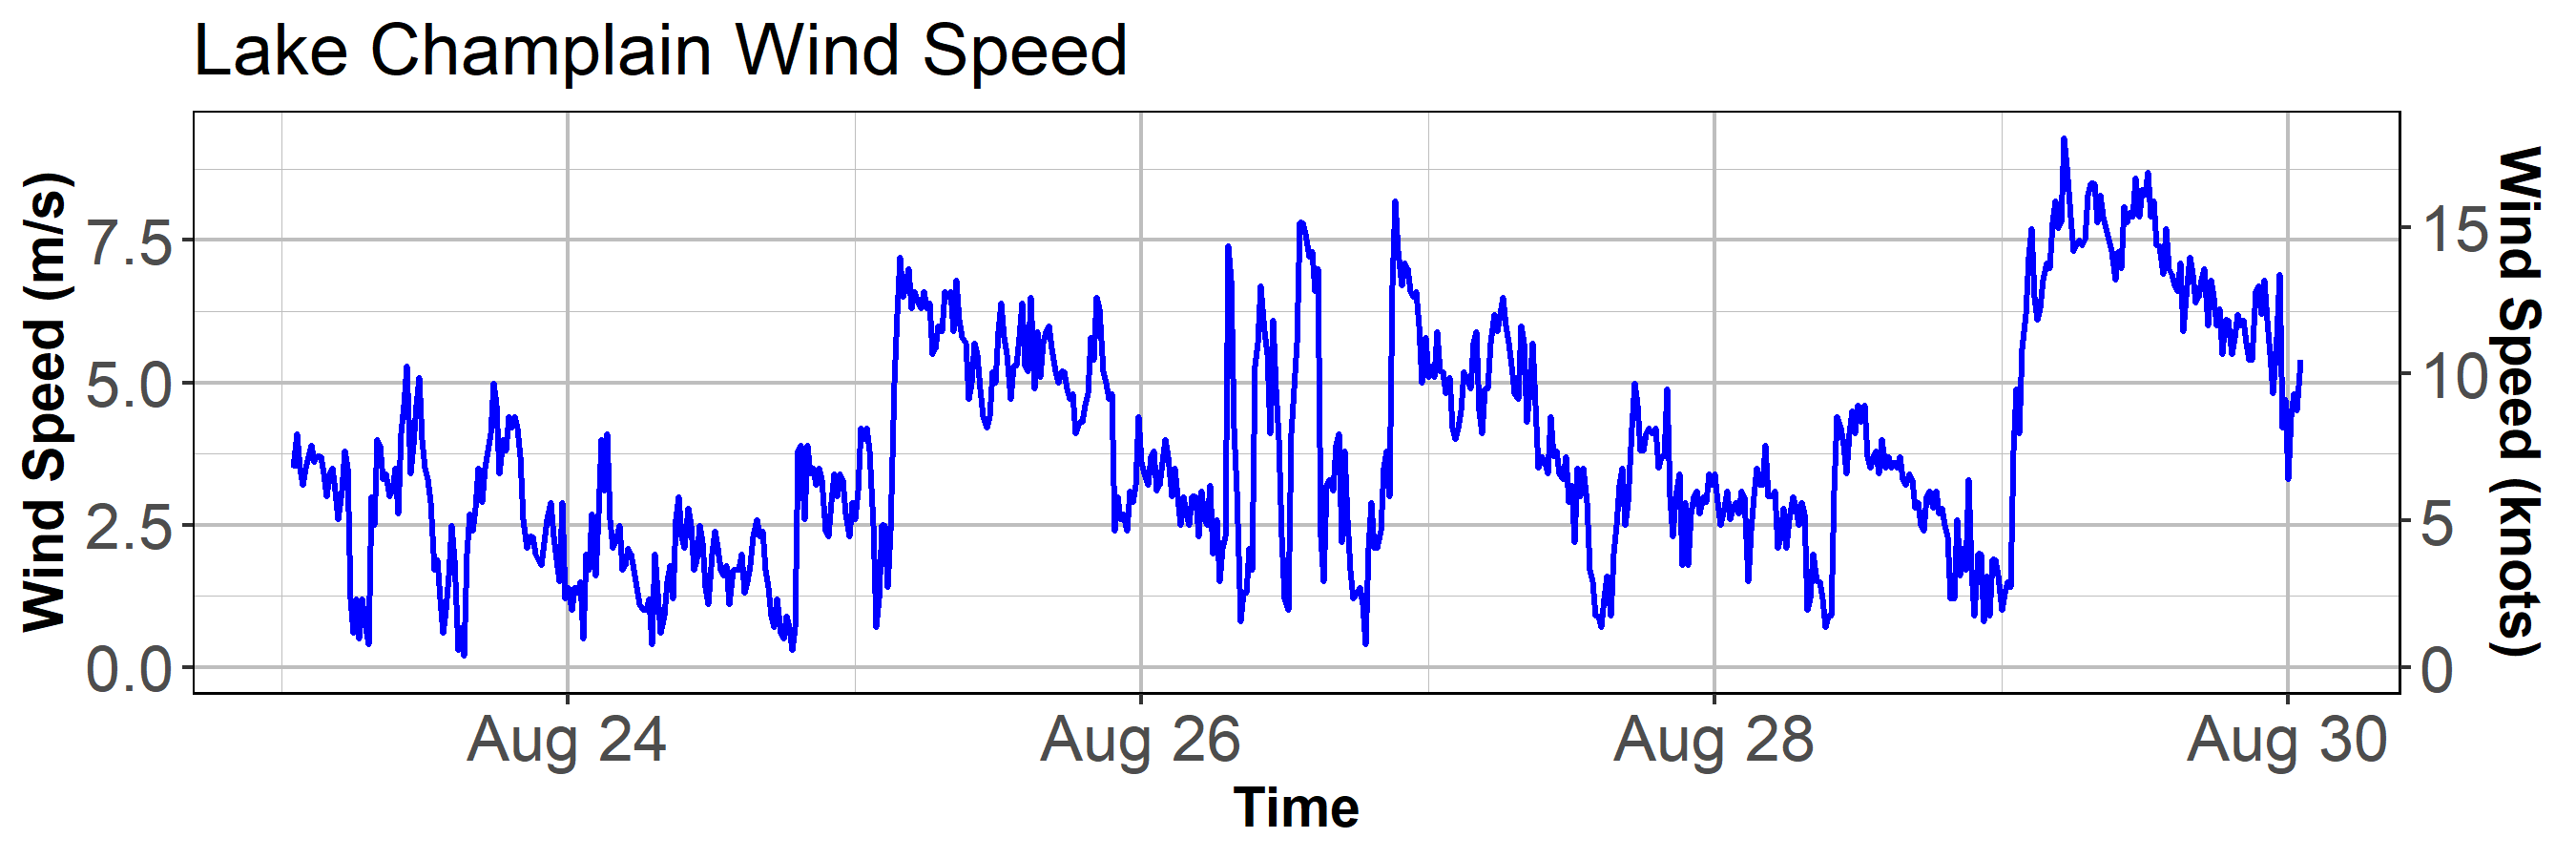 Lake Champlain Wind Speed
Wind Speed (m/s)
7.5
5.0
2.5
0.0
Wind Speed (knots)
15
10
5
0
Aug 24
Aug 26
Aug 28
Aug 30
Time